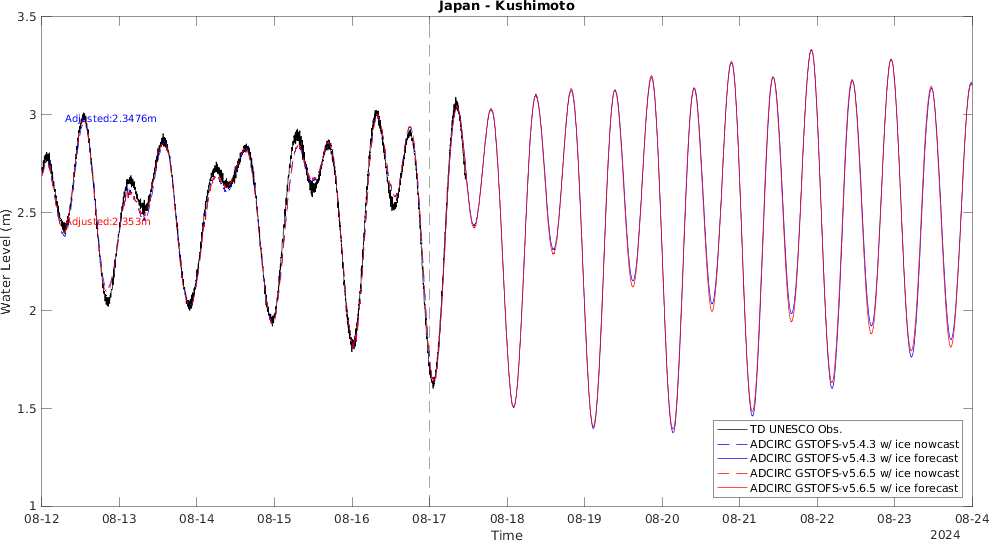 Japan - Kushimoto
3.5
3
2.5
2
1.5
1
Water Level (m)
Adjusted:2.3476m
Adjusted:2.353m
TD UNESCO Obs.
ADCIRC GSTOFS-v5.4.3 w/ ice nowcast
ADCIRC GSTOFS-v5.4.3 w/ ice forecast
ADCIRC GSTOFS-v5.6.5 w/ ice nowcast
ADCIRC GSTOFS-v5.6.5 w/ ice forecast
08-12 08-13 08-14 08-15 08-16 08-17 08-18 08-19 08-20 08-21 08-22 08-23 08-24
Time
2024